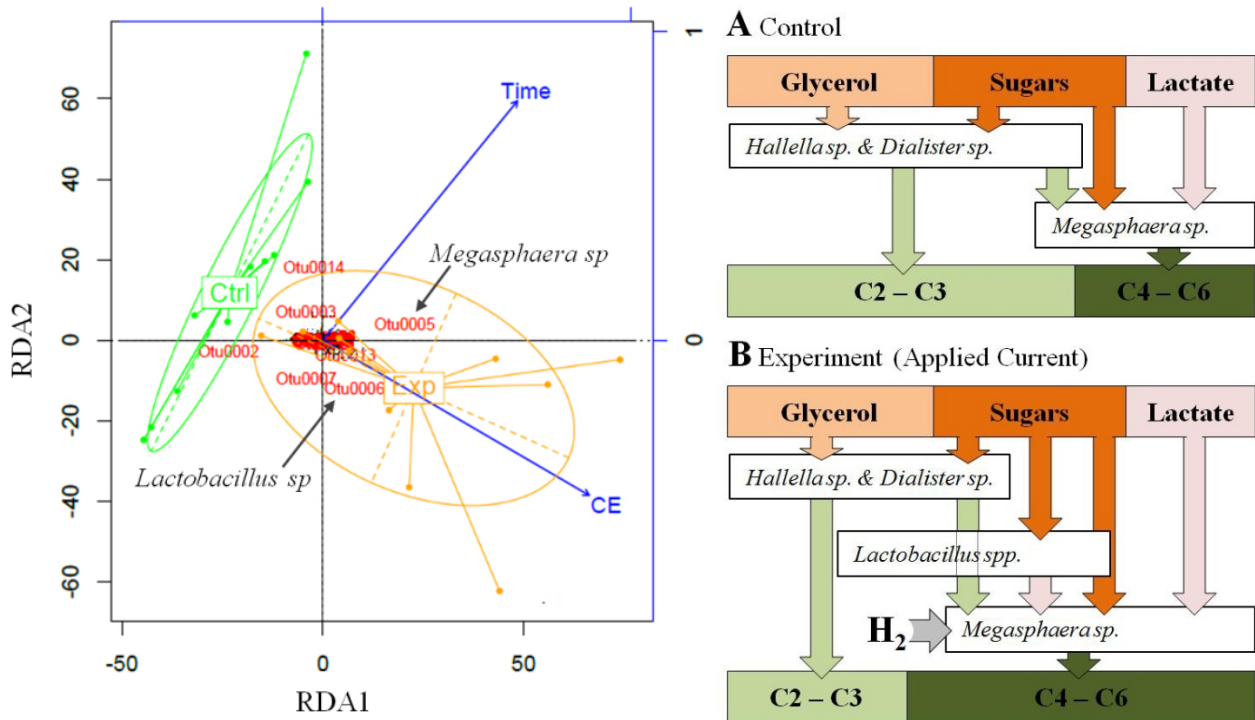 RDA2
60
40
20
0
-20
-40
-60
1
0
Time
Megasphaera sp
Otu0014
Ctrl
Otu0003
Otu0005
Otu0002
Otu0007
Otu0006
Exp
Lactobacillus sp
CE
-50
0
50
RDA1
A Control
Glycerol
Sugars
Lactate
Hallella sp. & Dialister sp.
Megasphaera sp.
C2 – C3
C4 – C6
B Experiment (Applied Current)
Glycerol
Sugars
Lactate
Hallella sp. & Dialister sp.
Lactobacillus spp.
H2
Megasphaera sp.
C2 – C3
C4 – C6